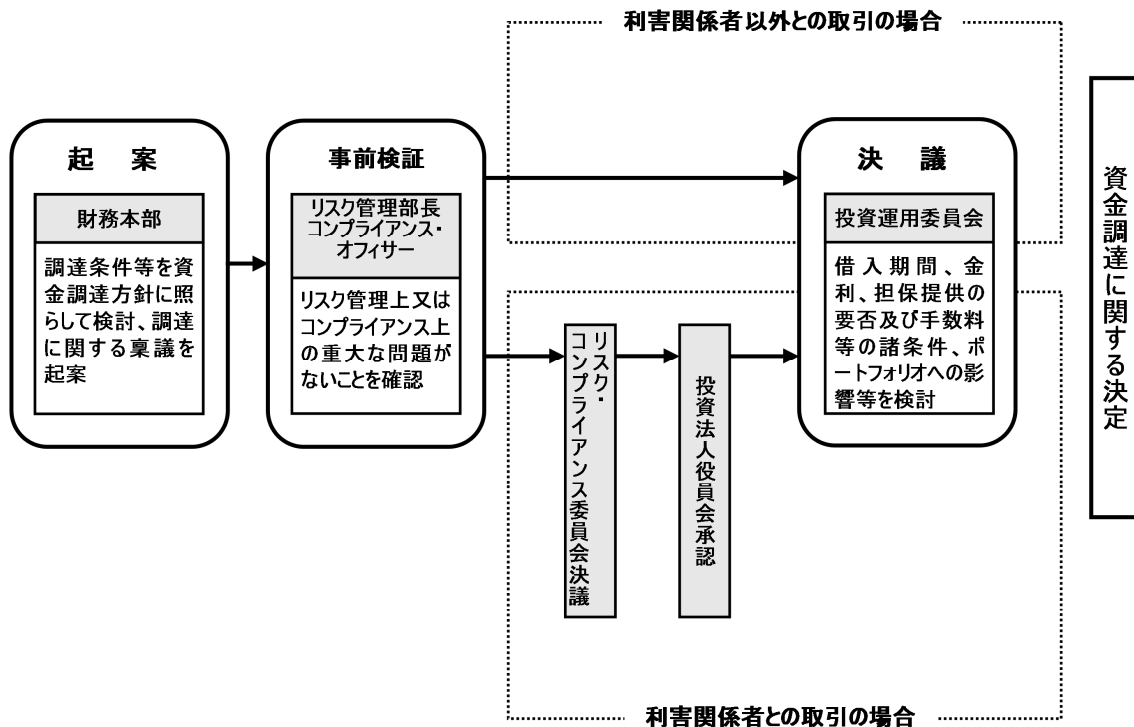 利害関係者以外との取引の場合
起 案
財務本部
調達条件等を資
金調達方針に照
らして検討、調達
に関する稟議を
起案
事前検証
リスク管理部長
コンプライアンス・
オフィサー
リスク管理上又は
コンプライアンス上
の重大な問題が
ないことを確認
リスク・
コンプライアンス委員会決議
投資法人役員会承認
決 議
投資運用委員会
借入期間、金
利、担保提供の
要否及び手数料
等の諸条件、ポ
ートフォリオへの影
響等を検討
資金調達に関する決定
利害関係者との取引の場合